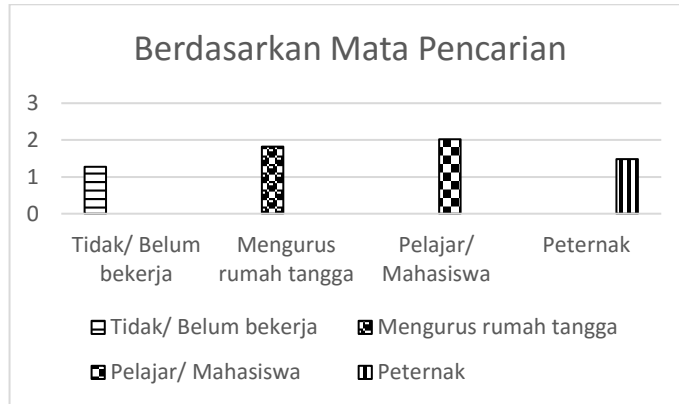 Berdasarkan Mata Pencarian
3
2
1
0
Tidak/ Belum bekerja
Mengurus rumah tangga
Pelajar/ Mahasiswa
Peternak
Tidak/ Belum bekerja
Mengurus rumah tangga
Pelajar/ Mahasiswa
Peternak